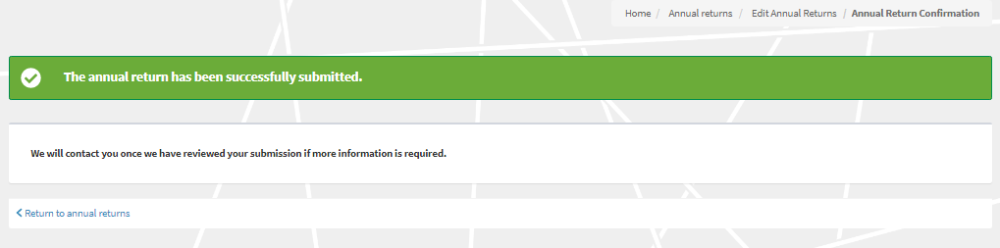 Home / Annual returns / Edit Annual Returns / Annual Return Confirmation
The annual return has been successfully submitted.
We will contact you once we have reviewed your submission if more information is required.
Return to annual returns